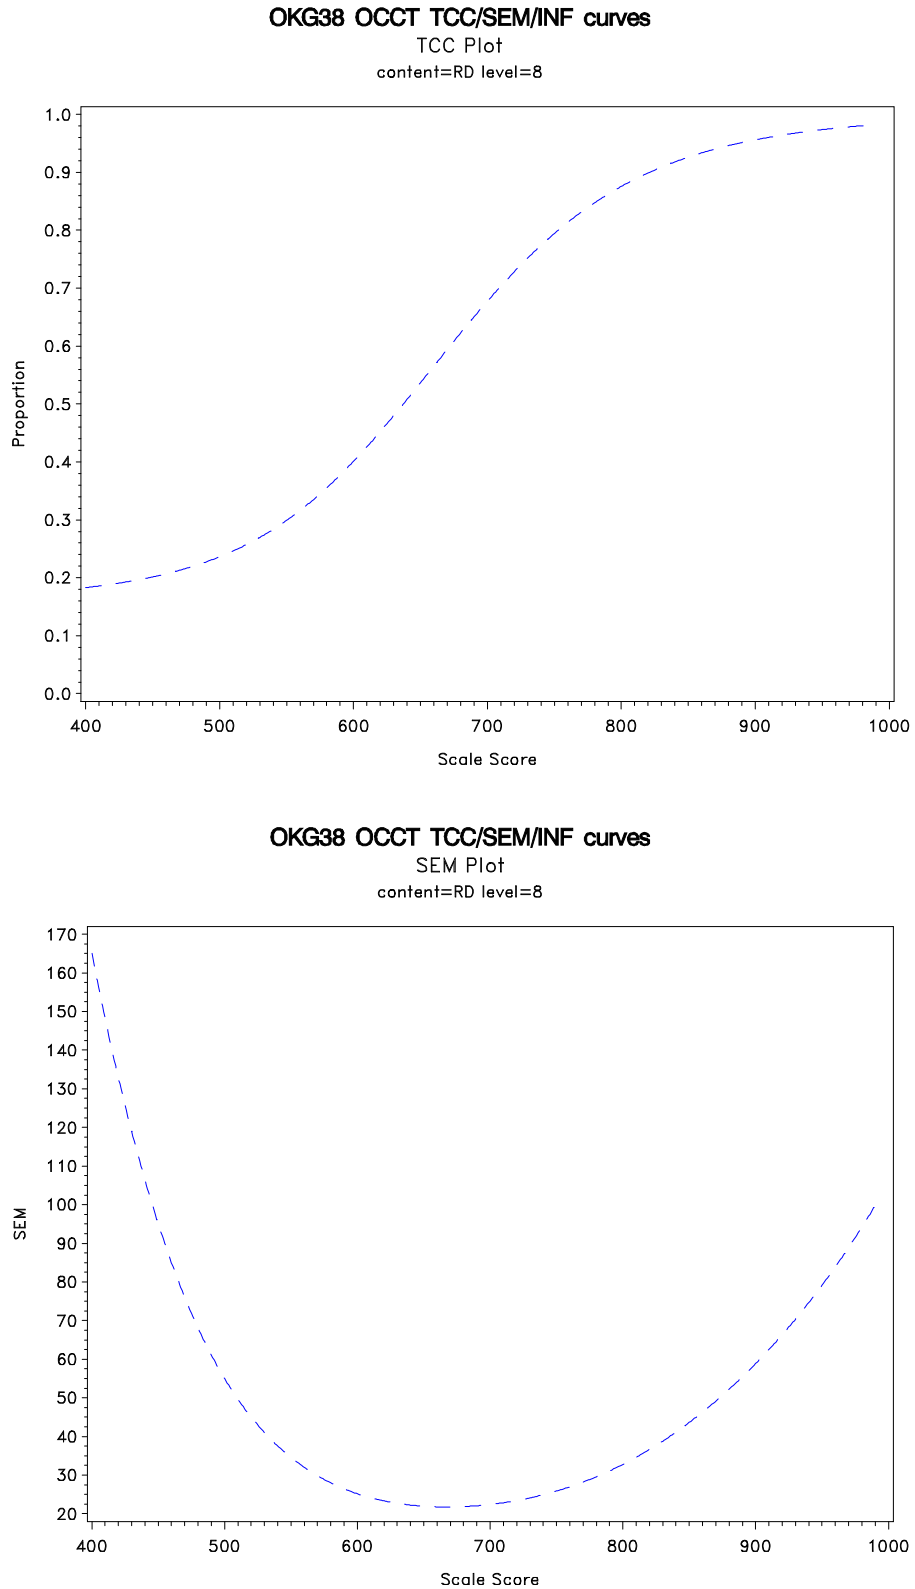 OKG38 OCCT TCC/SEM/INF curves
TCC Plot
content=RD level=8
1.0
0.9
0.8
0.7
0.6
0.5
0.4
0.3
0.2
0.1
0.0
Proportion
400 500 600 700 800 900 1000
Scale Score
OKG38 OCCT TCC/SEM/INF curves
SEM Plot
content=RD level=8
170
160
150
140
130
120
110
100
90
80
70
60
50
40
30
20
SEM
400 500 600 700 800 900 1000
Scale Score